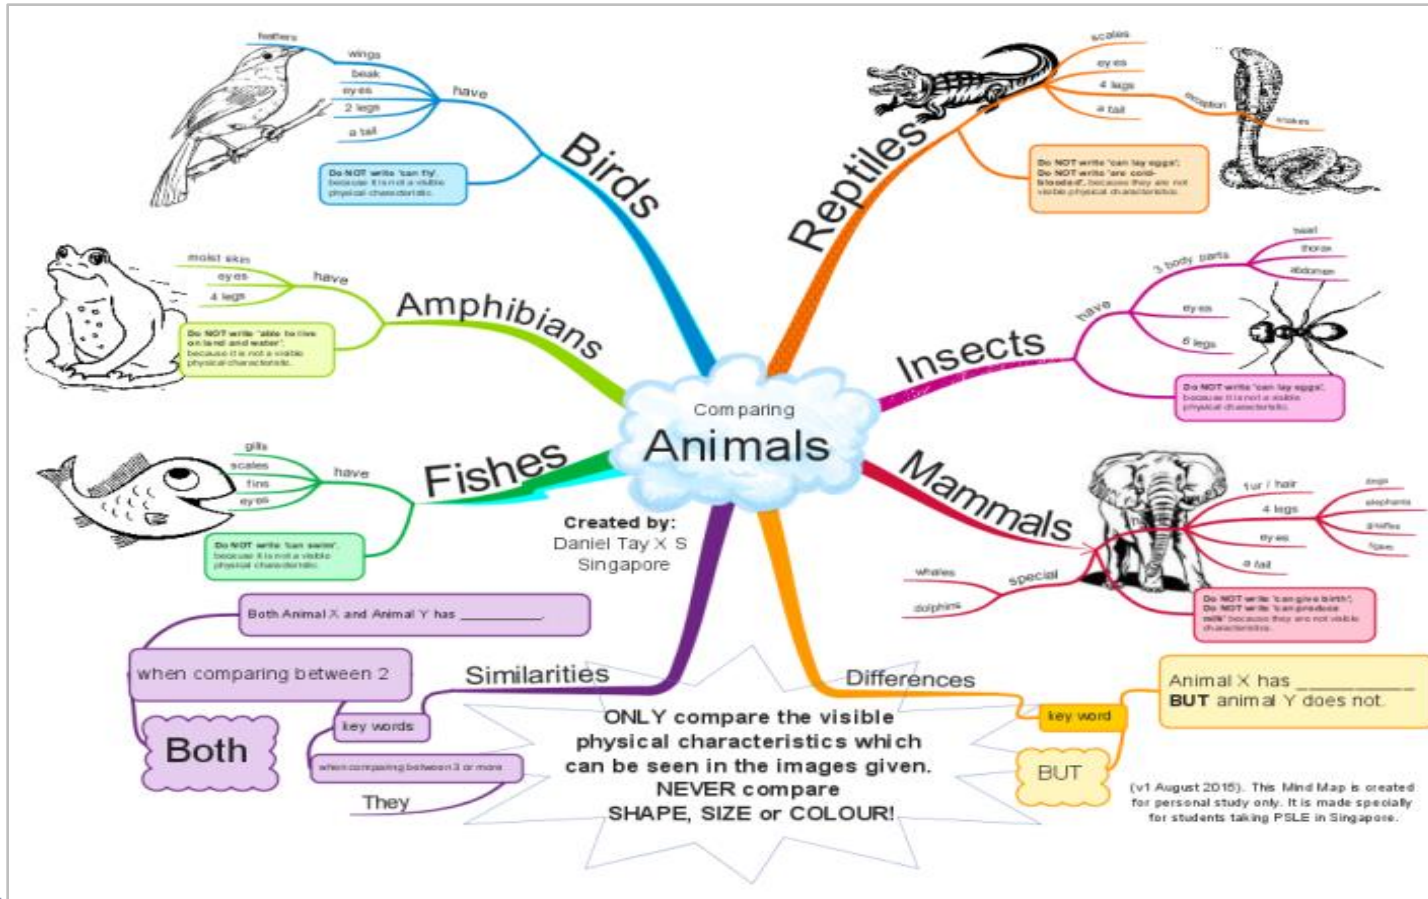 Comparing
Animals
Created by:
Daniel Tay X S
Singapore
Birds
have
feathers
wings
beak
eyes
2 legs
a tail
Do NOT write 'can fly',
because it is not a visible
physical characteristic.
Amphibians
have
moist skin
eyes
4 legs
Do NOT write 'able to live
on land and water',
because it is not a visible
physical characteristic.
Fishes
have
gills
scales
fins
eyes
Do NOT write 'can swim',
because it is not a visible
physical characteristic.
Reptiles
scales
eyes
4 legs
exception
snakes
a tail
Do NOT write 'can lay eggs';
Do NOT write 'are cold-
blooded', because they are not
visible physical characteristics.
Insects
have
3 body parts
head
thorax
abdomen
eyes
6 legs
Do NOT write 'can lay eggs',
because it is not a visible
physical characteristic.
Mammals
fur / hair
4 legs
dogs
elephants
giraffes
tigers
eyes
a tail
special
whales
dolphins
Do NOT write 'can give birth';
Do NOT write 'can produce
milk' because they are not visible
characteristics.
Similarities
key words
when comparing between 2
Both Animal X and Animal Y has __________.
Both
when comparing between 3 or more
They
Differences
key word
Animal X has ____________
BUT animal Y does not.
BUT
ONLY compare the visible
physical characteristics which
can be seen in the images given.
NEVER compare
SHAPE, SIZE or COLOUR!
(v1 August 2015). This Mind Map is created
for personal study only. It is made specially
for students taking PSLE in Singapore.